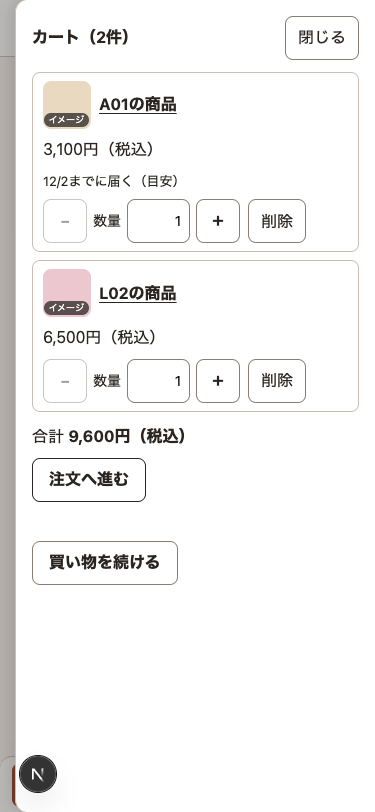 カート（2件）
閉じる
イメージ
A01の商品
3,100円（税込）
12/2までに届く（目安）
− 数量 1 + 削除
イメージ
L02の商品
6,500円（税込）
− 数量 1 + 削除
合計 9,600円（税込）
注文へ進む
買い物を続ける
N